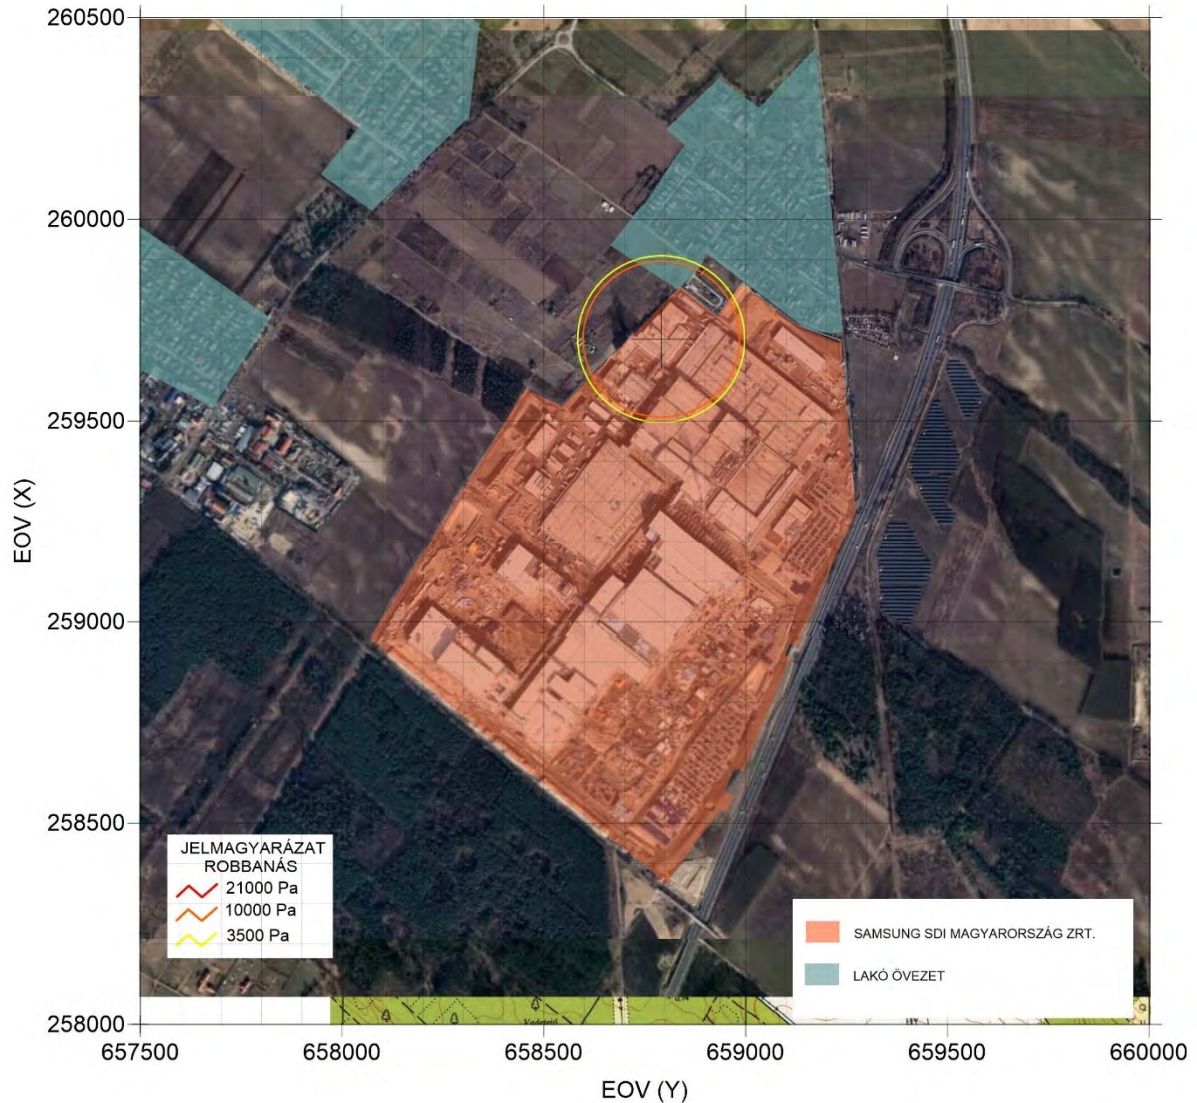 260500
260000
259500
259000
258500
258000
EOV (X)
JELMAGYARÁZAT
ROBBANÁS
21000 Pa
10000 Pa
3500 Pa
SAMSUNG SDI MAGYARORSZÁG ZRT.
LAKÓ ÖVEZET
657500 658000 658500 659000 659500 660000
EOV (Y)